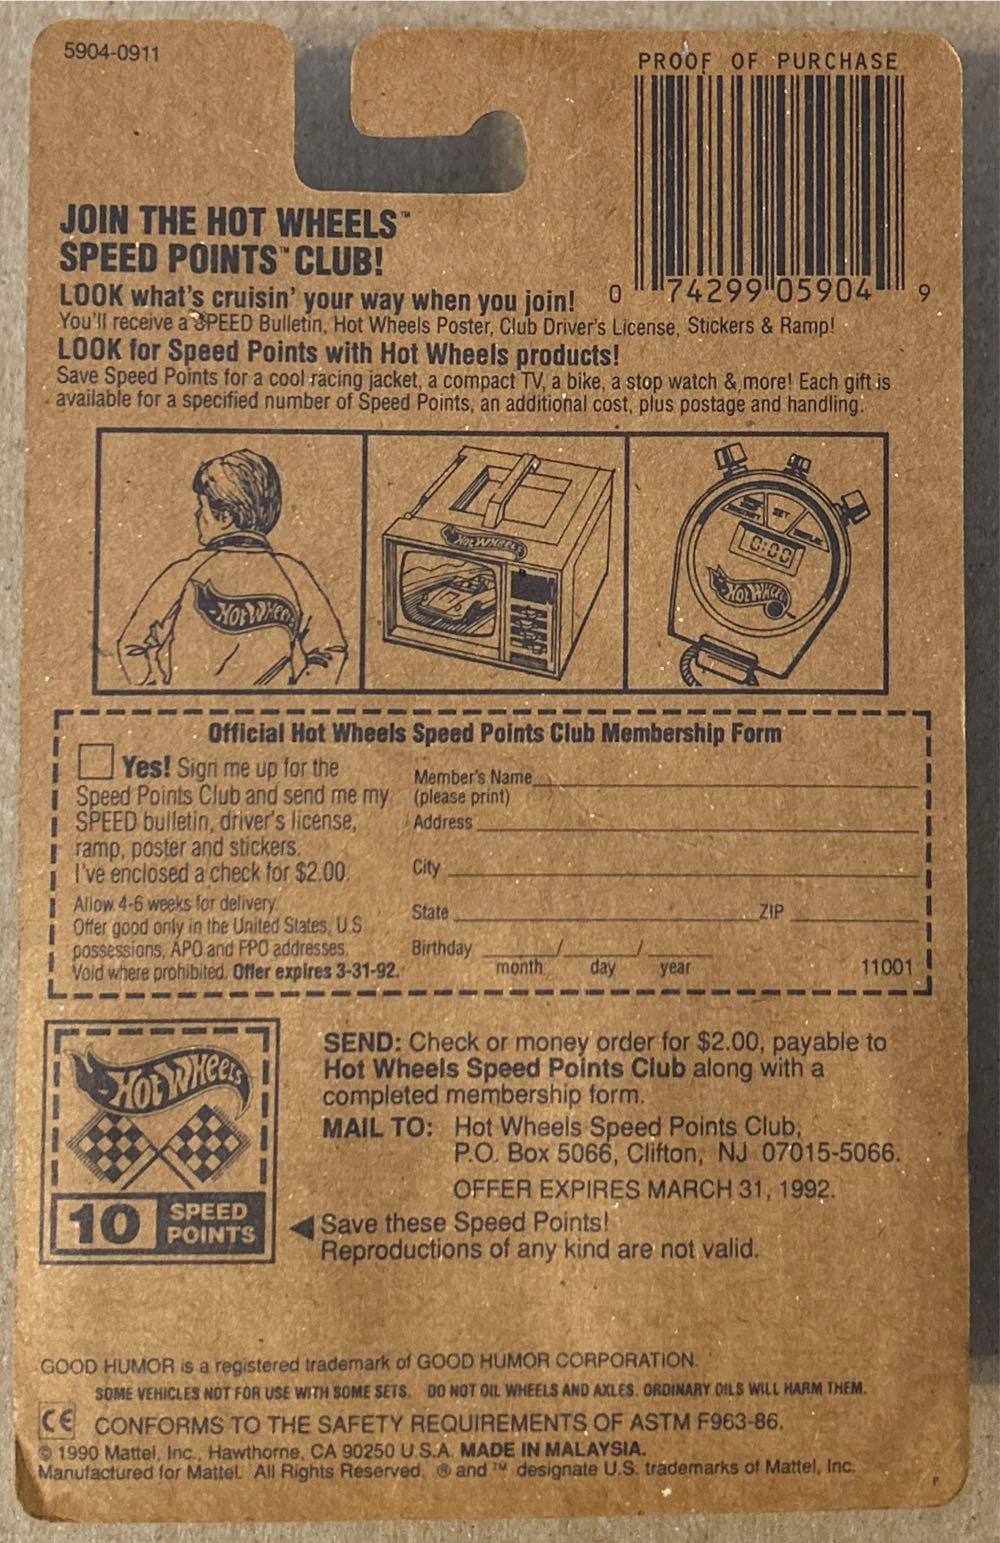 5904-0911
PROOF OF PURCHASE
0 74299 05904 9
JOIN THE HOT WHEELS™
SPEED POINTS™ CLUB!
LOOK what's cruisin' your way when you join!
You'll receive a SPEED Bulletin, Hot Wheels Poster, Club Driver's License, Stickers & Ramp!
LOOK for Speed Points with Hot Wheels products!
Save Speed Points for a cool racing jacket, a compact TV, a bike, a stop watch & more! Each gift is
available for a specified number of Speed Points, an additional cost, plus postage and handling.
HOT WHEELS
HOT WHEELS
SET
0:00
HOT WHEELS
Official Hot Wheels Speed Points Club Membership Form
Yes! Sign me up for the
Speed Points Club and send me my
SPEED bulletin, driver's license,
ramp, poster and stickers.
I've enclosed a check for $2.00.
Allow 4-6 weeks for delivery.
Offer good only in the United States, U.S.
possessions, APO and FPO addresses.
Void where prohibited. Offer expires 3-31-92.
Member's Name
(please print)
Address
City
State ZIP
Birthday / /
month day year
11001
HOT WHEELS
10 SPEED
POINTS
SEND: Check or money order for $2.00, payable to
Hot Wheels Speed Points Club along with a
completed membership form.
MAIL TO: Hot Wheels Speed Points Club,
P.O. Box 5066, Clifton, NJ 07015-5066.
OFFER EXPIRES MARCH 31, 1992.
Save these Speed Points!
Reproductions of any kind are not valid.
GOOD HUMOR is a registered trademark of GOOD HUMOR CORPORATION.
SOME VEHICLES NOT FOR USE WITH SOME SETS. DO NOT OIL WHEELS AND AXLES. ORDINARY OILS WILL HARM THEM.
CE CONFORMS TO THE SAFETY REQUIREMENTS OF ASTM F963-86.
© 1990 Mattel, Inc., Hawthorne, CA 90250 U.S.A. MADE IN MALAYSIA.
Manufactured for Mattel. All Rights Reserved. ® and ™ designate U.S. trademarks of Mattel, Inc.
P